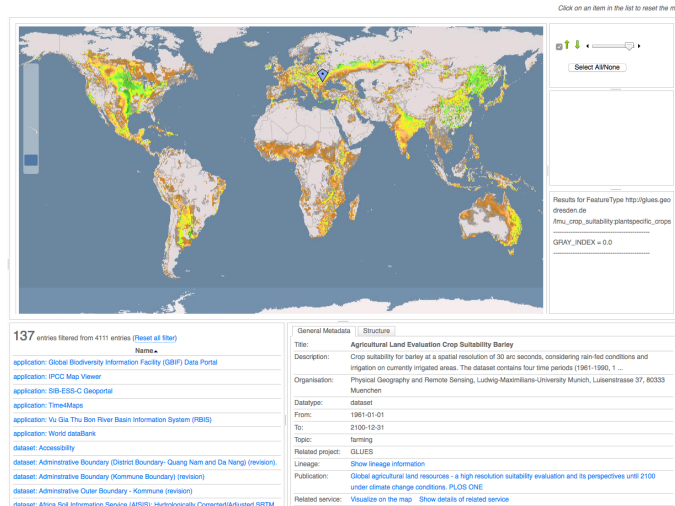 Click on an item in the list to reset the m
Select All/None
Results for FeatureType http://glues.geo
dresden.de
/lmu_crop_suitability:plantspecific_crops
--------------------------------------------
GRAY_INDEX = 0.0
--------------------------------------------
137 entries filtered from 4111 entries (Reset all filter)
Name
application: Global Biodiversity Information Facility (GBIF) Data Portal
application: IPCC Map Viewer
application: SIB-ESS-C Geoportal
application: Time4Maps
application: Vu Gia Thu Bon River Basin Information System (RBIS)
application: World dataBank
dataset: Accessibility
dataset: Adminstrative Boundary (District Boundary- Quang Nam and Da Nang) (revision).
dataset: Adminstrative Boundary (Kommune Boundary) (revision)
dataset: Adminstrative Outer Boundary - Kommune (revision)
dataset: Africa Soil Information Service (AfSIS): Hydrologically Corrected/Adjusted SRTM
General Metadata Structure
Title: Agricultural Land Evaluation Crop Suitability Barley
Description: Crop suitability for barley at a spatial resolution of 30 arc seconds, considering rain-fed conditions and
irrigation on currently irrigated areas. The dataset contains four time periods (1961-1990, 1 ...
Organisation: Physical Geography and Remote Sensing, Ludwig-Maximilians-University Munich, Luisenstrasse 37, 80333
Muenchen
Datatype: dataset
From: 1961-01-01
To: 2100-12-31
Topic: farming
Related project: GLUES
Lineage: Show lineage information
Publication: Global agricultural land resources - a high resolution suitability evaluation and its perspectives until 2100
under climate change conditions. PLOS ONE
Related service: Visualize on the map Show details of related service